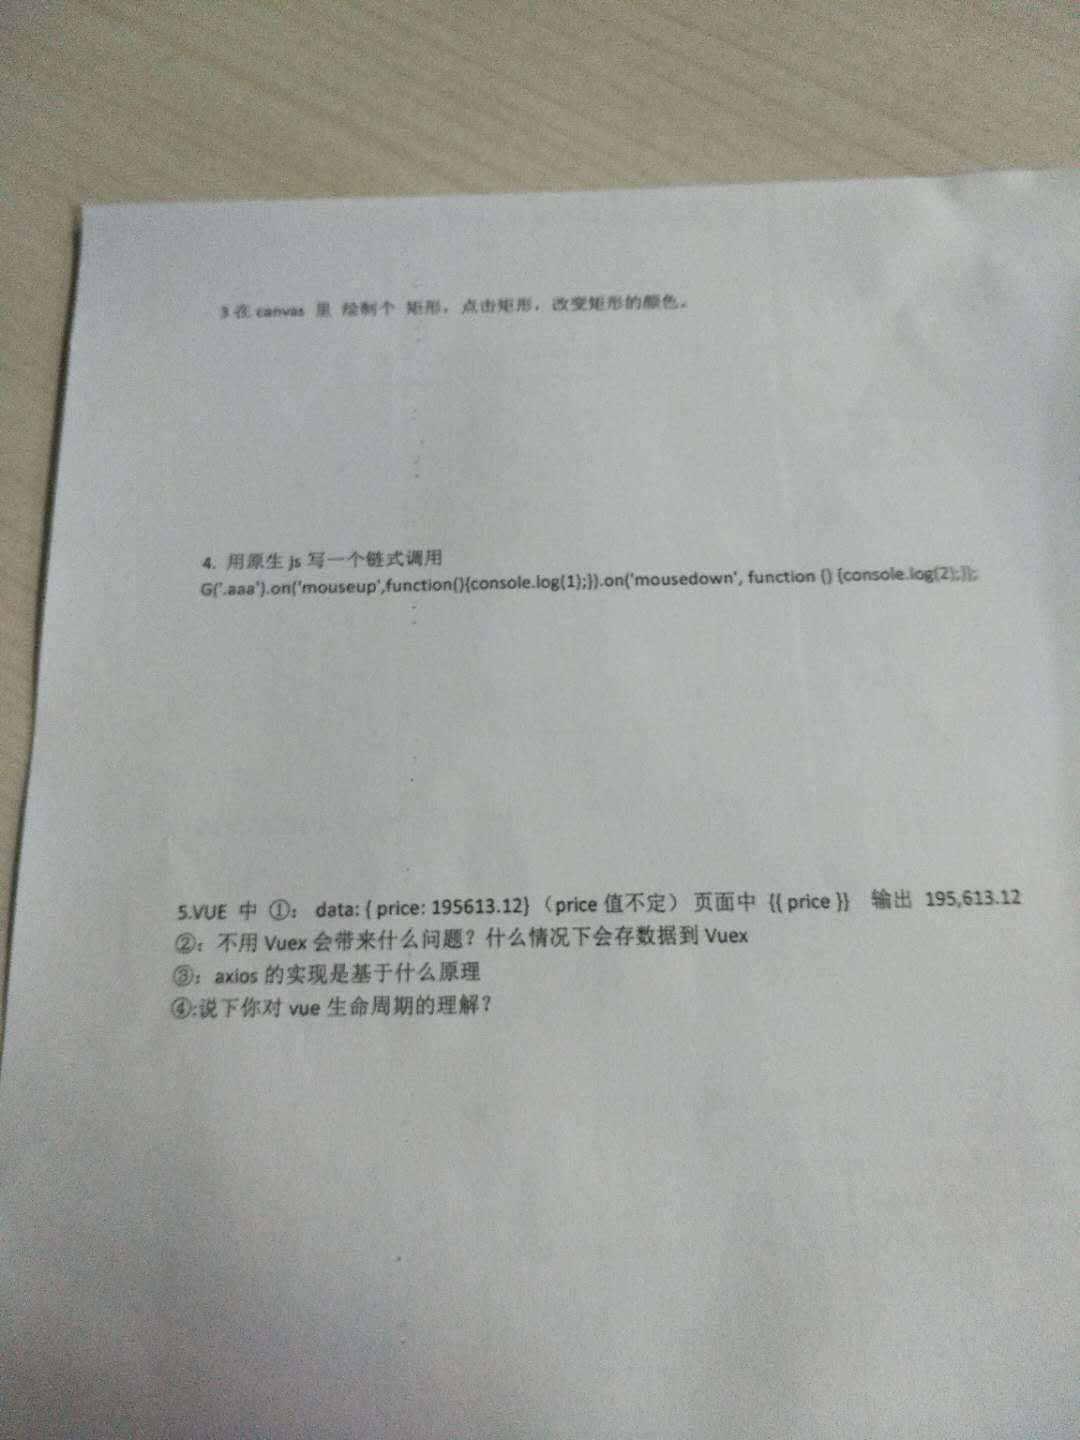 3 在 canvas 里 绘制个 矩形，点击矩形，改变矩形的颜色。
4. 用原生 js 写一个链式调用
G('.aaa').on('mouseup',function(){console.log(1);}).on('mousedown', function () {console.log(2);});
5.VUE 中 ①： data: { price: 195613.12} （price 值不定） 页面中 {{ price }} 输出 195,613.12
②：不用 Vuex 会带来什么问题？什么情况下会存数据到 Vuex
③：axios 的实现是基于什么原理
④:说下你对 vue 生命周期的理解？